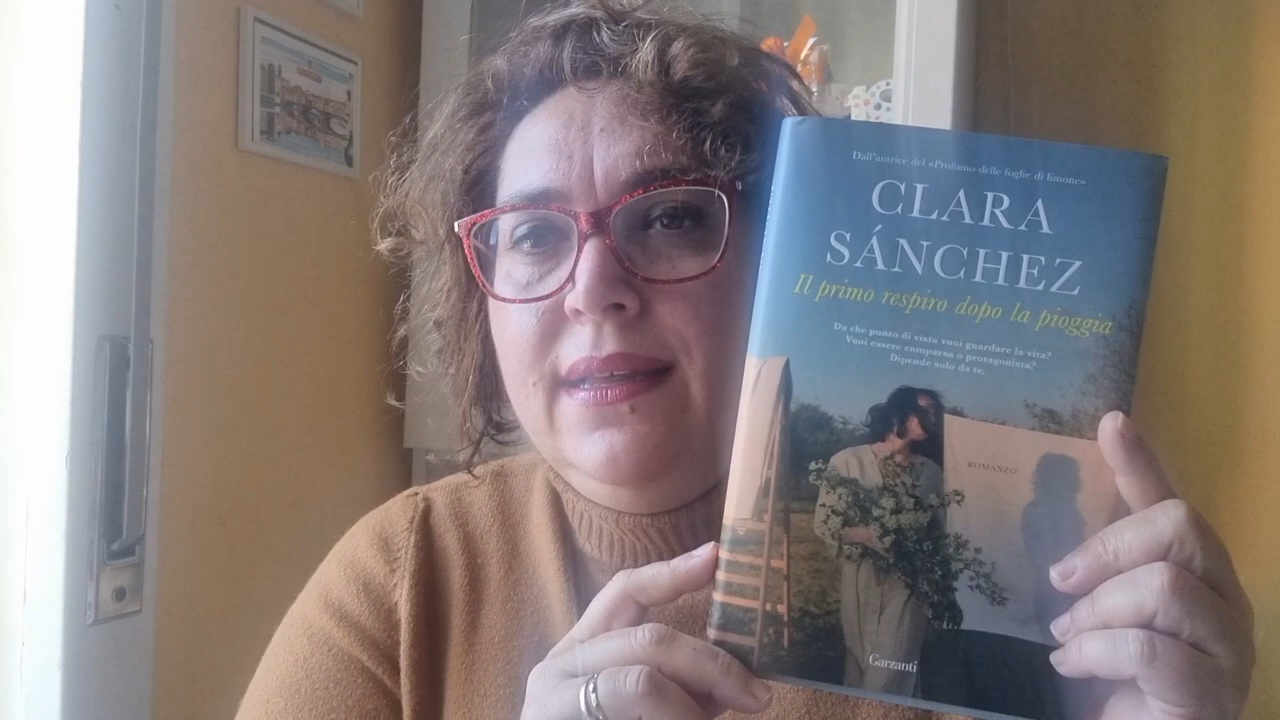 Dall'autrice del «Profumo delle foglie di limone»
CLARA
SÁNCHEZ
Il primo respiro dopo la pioggia
Da che punto di vista vuoi guardare la vita?
Vuoi essere comparsa o protagonista?
Dipende solo da te.
ROMANZO
Garzanti